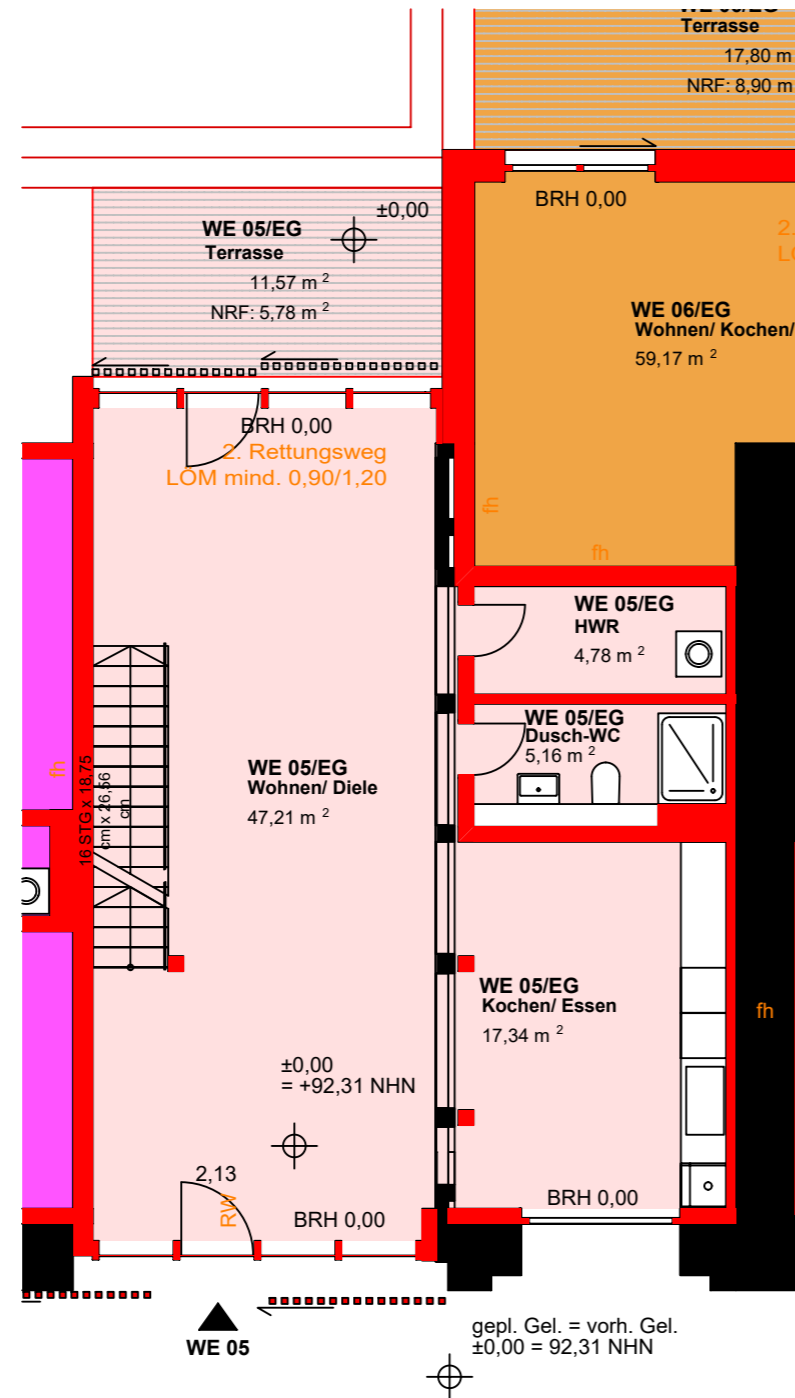 Terrasse
17,80 m
NRF: 8,90 m
BRH 0,00
±0,00
WE 05/EG
Terrasse
11,57 m ²
NRF: 5,78 m ²
WE 06/EG
Wohnen/ Kochen/
59,17 m ²
BRH 0,00
2. Rettungsweg
LÖM mind. 0,90/1,20
2.
fh
fh
WE 05/EG
HWR
4,78 m ²
WE 05/EG
Dusch-WC
5,16 m ²
WE 05/EG
Wohnen/ Diele
47,21 m ²
fh
16 STG x 18.75
cm x 26,56
cm
WE 05/EG
Kochen/ Essen
17,34 m ²
fh
±0,00
= +92,31 NHN
2,13
RW
BRH 0,00
BRH 0,00
WE 05
gepl. Gel. = vorh. Gel.
±0,00 = 92,31 NHN